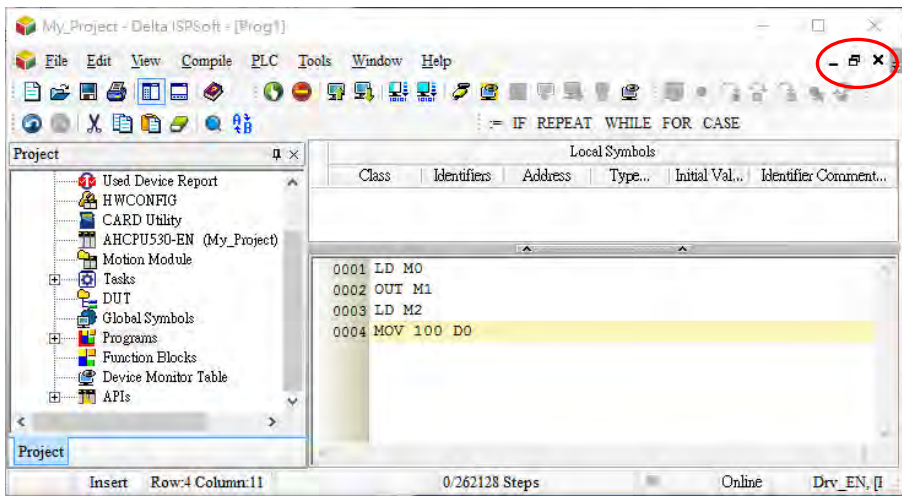 My_Project - Delta ISPSoft - [Prog1]
File Edit View Compile PLC Tools Window Help
:= IF REPEAT WHILE FOR CASE
Project
Used Device Report
HWCONFIG
CARD Utility
AHCPU530-EN (My_Project)
Motion Module
Tasks
DUT
Global Symbols
Programs
Function Blocks
Device Monitor Table
APIs
Project
Local Symbols
Class Identifiers Address Type... Initial Val... Identifier Comment...
0001 LD M0
0002 OUT M1
0003 LD M2
0004 MOV 100 D0
Insert Row:4 Column:11 0/262128 Steps Online Drv_EN, [I